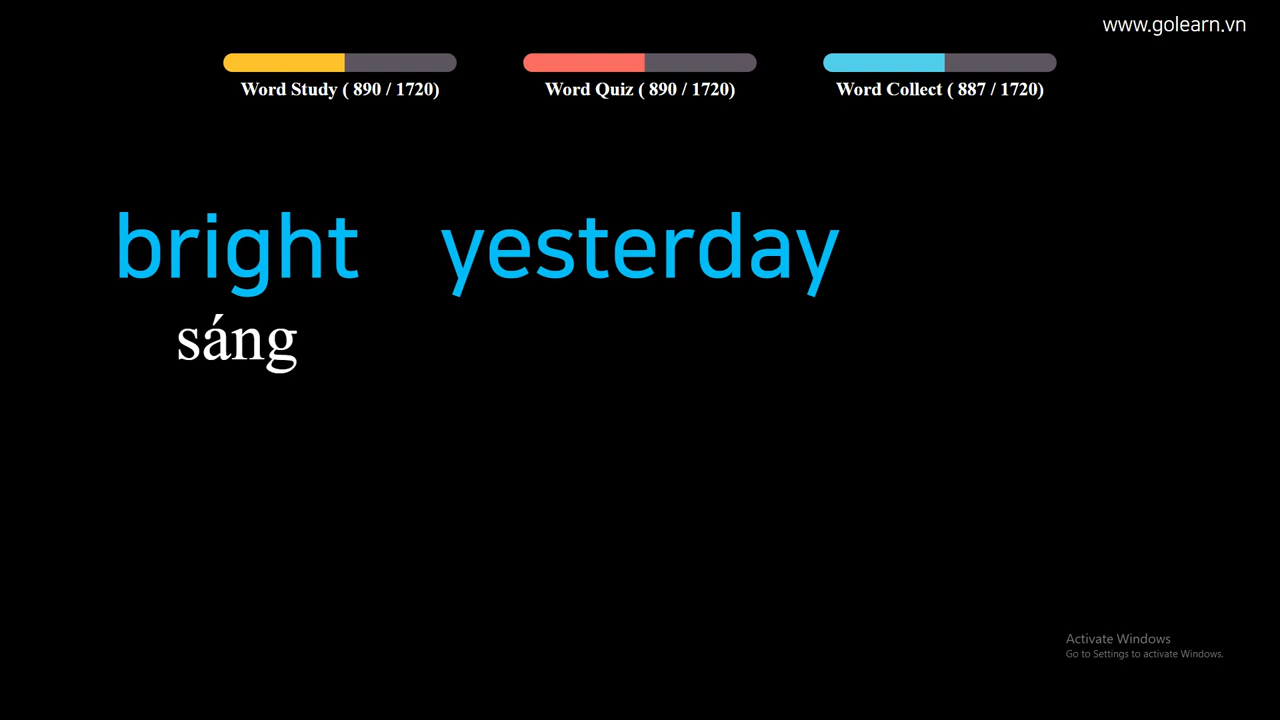 www.golearn.vn
Word Study ( 890 / 1720)
Word Quiz ( 890 / 1720)
Word Collect ( 887 / 1720)
bright yesterday
sáng
Activate Windows
Go to Settings to activate Windows.